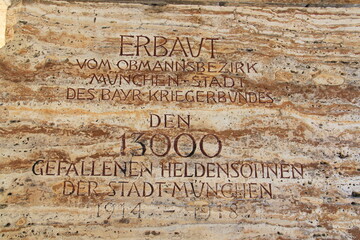 ERBAUT
VOM OBMANNSBEZIRK
MÜNCHEN-STADT
DES BAYR·KRIEGERBUNDES
DEN
13000
GEFALLENEN HELDENSÖHNEN
DER STADT·MÜNCHEN
1914 – 1918